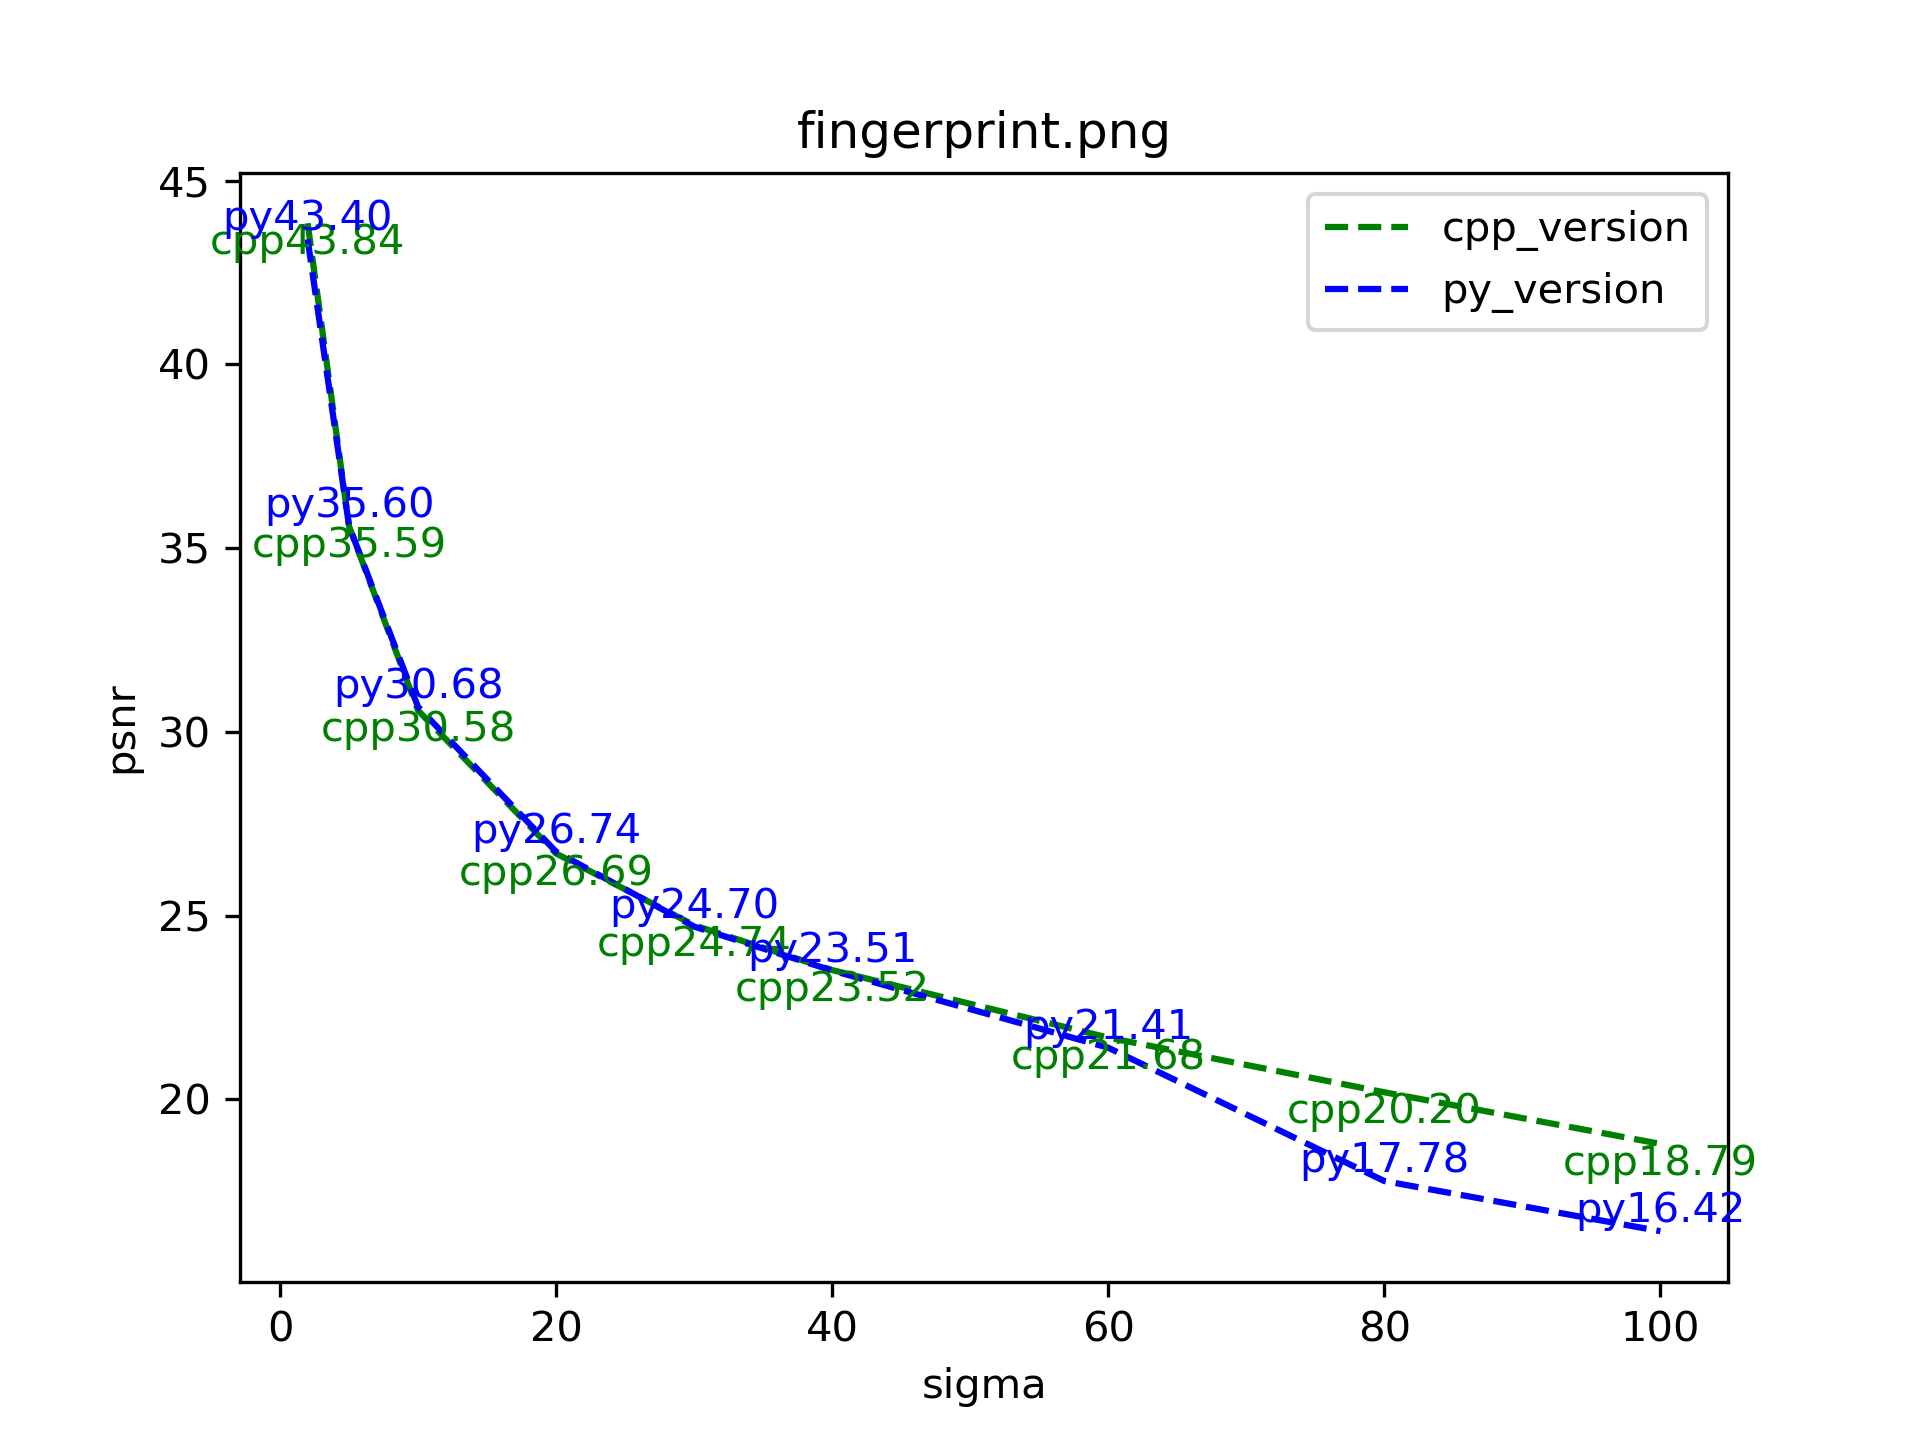 fingerprint.png
45
40
35
30
25
20
psnr
cpp_version
py_version
py43.40
cpp43.84
py35.60
cpp35.59
py30.68
cpp30.58
py26.74
cpp26.69
py24.70
cpp24.74
py23.51
cpp23.52
py21.41
cpp21.68
cpp20.20
py17.78
cpp18.79
py16.42
0 20 40 60 80 100
sigma